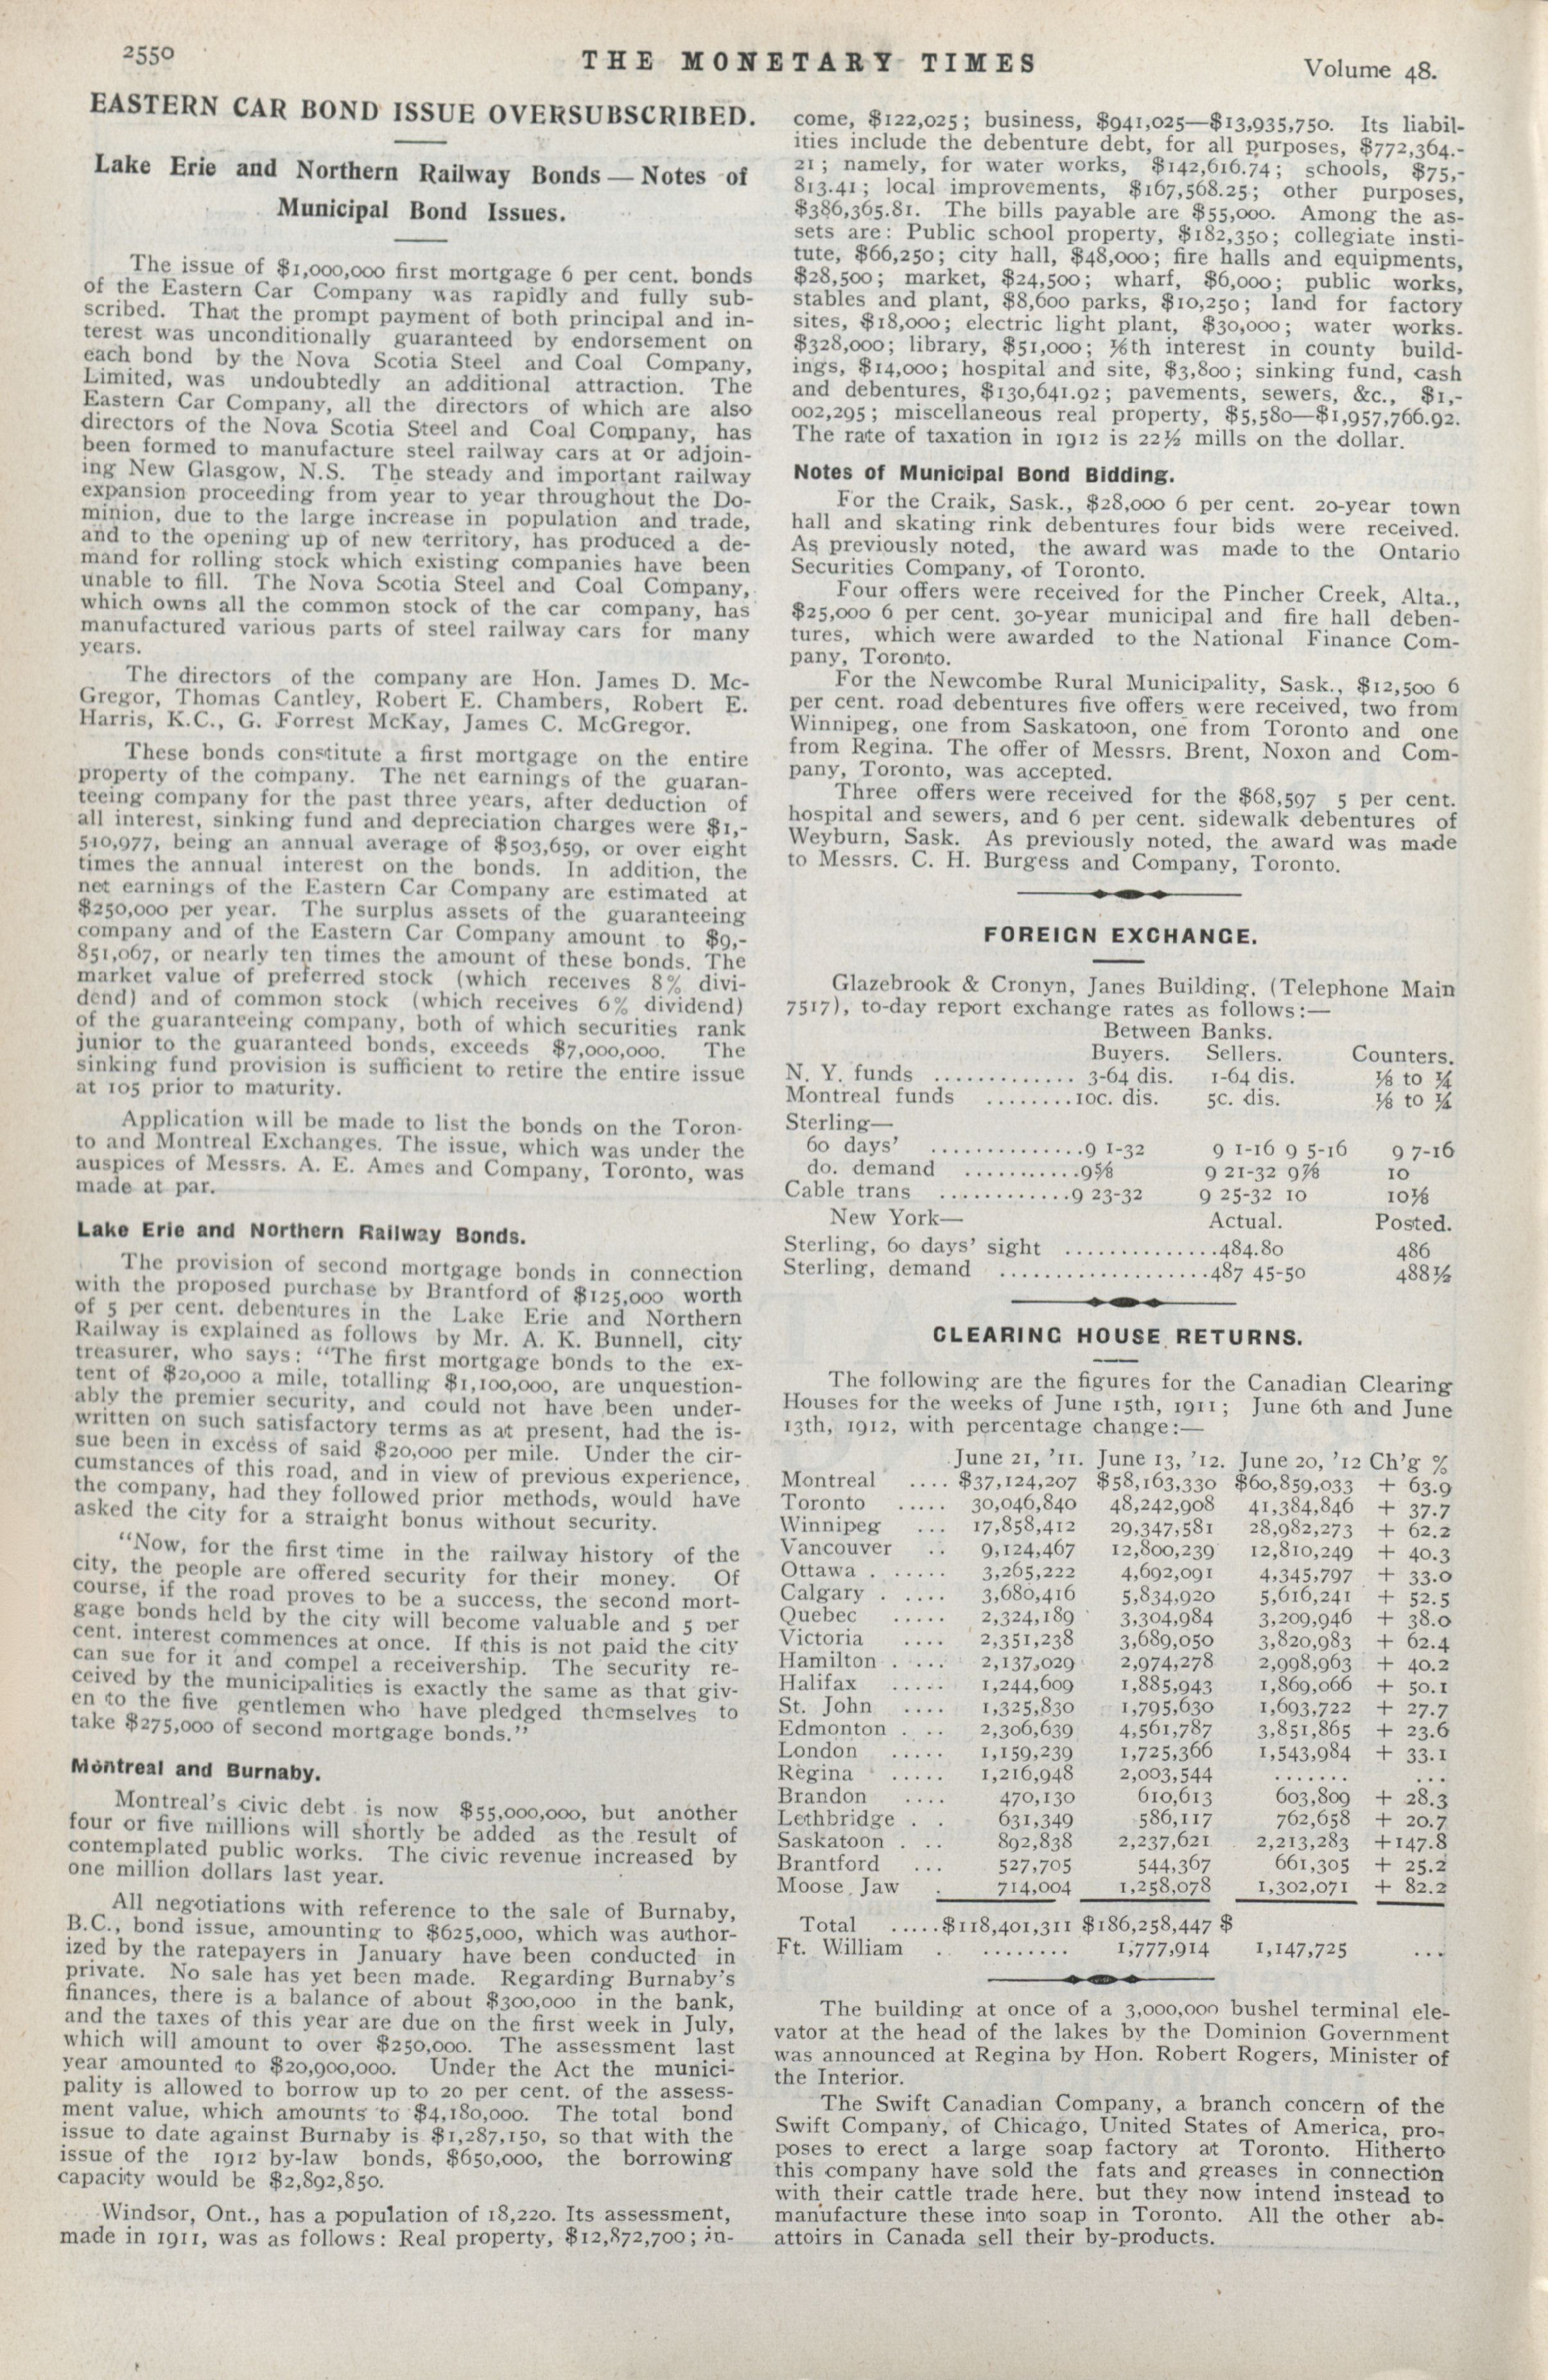 2550
THE MONETARY TIMES
Volume 48.
EASTERN CAR BOND ISSUE OVERSUBSCRIBED.
Lake Erie and Northern Railway Bonds — Notes of
Municipal Bond Issues.
The issue of $1,000,000 first mortgage 6 per cent. bonds
of the Eastern Car Company was rapidly and fully sub-
scribed. That the prompt payment of both principal and in-
terest was unconditionally guaranteed by endorsement on
each bond by the Nova Scotia Steel and Coal Company,
Limited, was undoubtedly an additional attraction. The
Eastern Car Company, all the directors of which are also
directors of the Nova Scotia Steel and Coal Company, has
been formed to manufacture steel railway cars at or adjoin-
ing New Glasgow, N.S. The steady and important railway
expansion proceeding from year to year throughout the Do-
minion, due to the large increase in population and trade,
and to the opening up of new territory, has produced a de-
mand for rolling stock which existing companies have been
unable to fill. The Nova Scotia Steel and Coal Company,
which owns all the common stock of the car company, has
manufactured various parts of steel railway cars for many
years.
The directors of the company are Hon. James D. Mc-
Gregor, Thomas Cantley, Robert E. Chambers, Robert E.
Harris, K.C., G. Forrest McKay, James C. McGregor.
These bonds constitute a first mortgage on the entire
property of the company. The net earnings of the guaran-
teeing company for the past three years, after deduction of
all interest, sinking fund and depreciation charges were $1,-
510,977, being an annual average of $503,659, or over eight
times the annual interest on the bonds. In addition, the
net earnings of the Eastern Car Company are estimated at
$250,000 per year. The surplus assets of the guaranteeing
company and of the Eastern Car Company amount to $9,-
851,067, or nearly ten times the amount of these bonds. The
market value of preferred stock (which receives 8% divi-
dend) and of common stock (which receives 6% dividend)
of the guaranteeing company, both of which securities rank
junior to the guaranteed bonds, exceeds $7,000,000. The
sinking fund provision is sufficient to retire the entire issue
at 105 prior to maturity.
Application will be made to list the bonds on the Toron-
to and Montreal Exchanges. The issue, which was under the
auspices of Messrs. A. E. Ames and Company, Toronto, was
made at par.
Lake Erie and Northern Railway Bonds.
The provision of second mortgage bonds in connection
with the proposed purchase by Brantford of $125,000 worth
of 5 per cent. debentures in the Lake Erie and Northern
Railway is explained as follows by Mr. A. K. Bunnell, city
treasurer, who says: "The first mortgage bonds to the ex-
tent of $20,000 a mile, totalling $1,100,000, are unquestion-
ably the premier security, and could not have been under-
written on such satisfactory terms as at present, had the is-
sue been in excess of said $20,000 per mile. Under the cir-
cumstances of this road, and in view of previous experience,
the company, had they followed prior methods, would have
asked the city for a straight bonus without security.
"Now, for the first time in the railway history of the
city, the people are offered security for their money. Of
course, if the road proves to be a success, the second mort-
gage bonds held by the city will become valuable and 5 per
cent. interest commences at once. If this is not paid the city
can sue for it and compel a receivership. The security re-
ceived by the municipalities is exactly the same as that giv-
en to the five gentlemen who have pledged themselves to
take $275,000 of second mortgage bonds."
Montreal and Burnaby.
Montreal's civic debt is now $55,000,000, but another
four or five millions will shortly be added as the result of
contemplated public works. The civic revenue increased by
one million dollars last year.
All negotiations with reference to the sale of Burnaby,
B.C., bond issue, amounting to $625,000, which was author-
ized by the ratepayers in January have been conducted in
private. No sale has yet been made. Regarding Burnaby's
finances, there is a balance of about $300,000 in the bank,
and the taxes of this year are due on the first week in July,
which will amount to over $250,000. The assessment last
year amounted to $20,900,000. Under the Act the munici-
pality is allowed to borrow up to 20 per cent. of the assess-
ment value, which amounts to $4,180,000. The total bond
issue to date against Burnaby is $1,287,150, so that with the
issue of the 1912 by-law bonds, $650,000, the borrowing
capacity would be $2,892,850.
Windsor, Ont., has a population of 18,220. Its assessment,
made in 1911, was as follows: Real property, $12,872,700; in-
come, $122,025; business, $941,025—$13,935,750. Its liabil-
ities include the debenture debt, for all purposes, $772,364.-
21; namely, for water works, $142,616.74; schools, $75,-
813.41; local improvements, $167,568.25; other purposes,
$386,365.81. The bills payable are $55,000. Among the as-
sets are: Public school property, $182,350; collegiate insti-
tute, $66,250; city hall, $48,000; fire halls and equipments,
$28,500; market, $24,500; wharf, $6,000; public works,
stables and plant, $8,600 parks, $10,250; land for factory
sites, $18,000; electric light plant, $30,000; water works.
$328,000; library, $51,000; ⅙th interest in county build-
ings, $14,000; hospital and site, $3,800; sinking fund, cash
and debentures, $130,641.92; pavements, sewers, &c., $1,-
002,295; miscellaneous real property, $5,580—$1,957,766.92.
The rate of taxation in 1912 is 22½ mills on the dollar.
Notes of Municipal Bond Bidding.
For the Craik, Sask., $28,000 6 per cent. 20-year town
hall and skating rink debentures four bids were received.
As previously noted, the award was made to the Ontario
Securities Company, of Toronto.
Four offers were received for the Pincher Creek, Alta.,
$25,000 6 per cent. 30-year municipal and fire hall deben-
tures, which were awarded to the National Finance Com-
pany, Toronto.
For the Newcombe Rural Municipality, Sask., $12,500 6
per cent. road debentures five offers were received, two from
Winnipeg, one from Saskatoon, one from Toronto and one
from Regina. The offer of Messrs. Brent, Noxon and Com-
pany, Toronto, was accepted.
Three offers were received for the $68,597 5 per cent.
hospital and sewers, and 6 per cent. sidewalk debentures of
Weyburn, Sask. As previously noted, the award was made
to Messrs. C. H. Burgess and Company, Toronto.
FOREIGN EXCHANGE.
Glazebrook & Cronyn, Janes Building, (Telephone Main
7517), to-day report exchange rates as follows:—
Between Banks.
Buyers. Sellers. Counters.
N. Y. funds ............. 3-64 dis. 1-64 dis. ⅛ to ¼
Montreal funds ........10c. dis. 5c. dis. ⅛ to ¼
Sterling—
60 days' ..............9 1-32 9 1-16 9 5-16 9 7-16
do. demand ...........9⅝ 9 21-32 9⅞ 10
Cable trans ............9 23-32 9 25-32 10 10⅛
New York— Actual. Posted.
Sterling, 60 days' sight ..............484.80 486
Sterling, demand ...................487 45-50 488½
CLEARING HOUSE RETURNS.
The following are the figures for the Canadian Clearing
Houses for the weeks of June 15th, 1911; June 6th and June
13th, 1912, with percentage change:—
June 21, '11. June 13, '12. June 20, '12 Ch'g %
Montreal .... $37,124,207 $58,163,330 $60,859,033 + 63.9
Toronto ..... 30,046,840 48,242,908 41,384,846 + 37.7
Winnipeg ... 17,858,412 29,347,581 28,982,273 + 62.2
Vancouver .. 9,124,467 12,800,239 12,810,249 + 40.3
Ottawa . ..... 3,265,222 4,692,091 4,345,797 + 33.0
Calgary . .... 3,680,416 5,834,920 5,616,241 + 52.5
Quebec ..... 2,324,189 3,304,984 3,209,946 + 38.0
Victoria .... 2,351,238 3,689,050 3,820,983 + 62.4
Hamilton . .... 2,137,029 2,974,278 2,998,963 + 40.2
Halifax ..... 1,244,609 1,885,943 1,869,066 + 50.1
St. John .... 1,325,830 1,795,630 1,693,722 + 27.7
Edmonton . .. 2,306,639 4,561,787 3,851,865 + 23.6
London ..... 1,159,239 1,725,366 1,543,984 + 33.1
Regina ..... 1,216,948 2,003,544 ....... ...
Brandon .... 470,130 610,613 603,809 + 28.3
Lethbridge . . 631,349 586,117 762,658 + 20.7
Saskatoon . .. 892,838 2,237,621 2,213,283 +147.8
Brantford ... 527,705 544,367 661,305 + 25.2
Moose Jaw . 714,004 1,258,078 1,302,071 + 82.2
Total .....$118,401,311 $186,258,447 $
Ft. William . ........ 1,777,914 1,147,725 ...
The building at once of a 3,000,000 bushel terminal ele-
vator at the head of the lakes by the Dominion Government
was announced at Regina by Hon. Robert Rogers, Minister of
the Interior.
The Swift Canadian Company, a branch concern of the
Swift Company, of Chicago, United States of America, pro-
poses to erect a large soap factory at Toronto. Hitherto
this company have sold the fats and greases in connection
with their cattle trade here. but they now intend instead to
manufacture these into soap in Toronto. All the other ab-
attoirs in Canada sell their by-products.